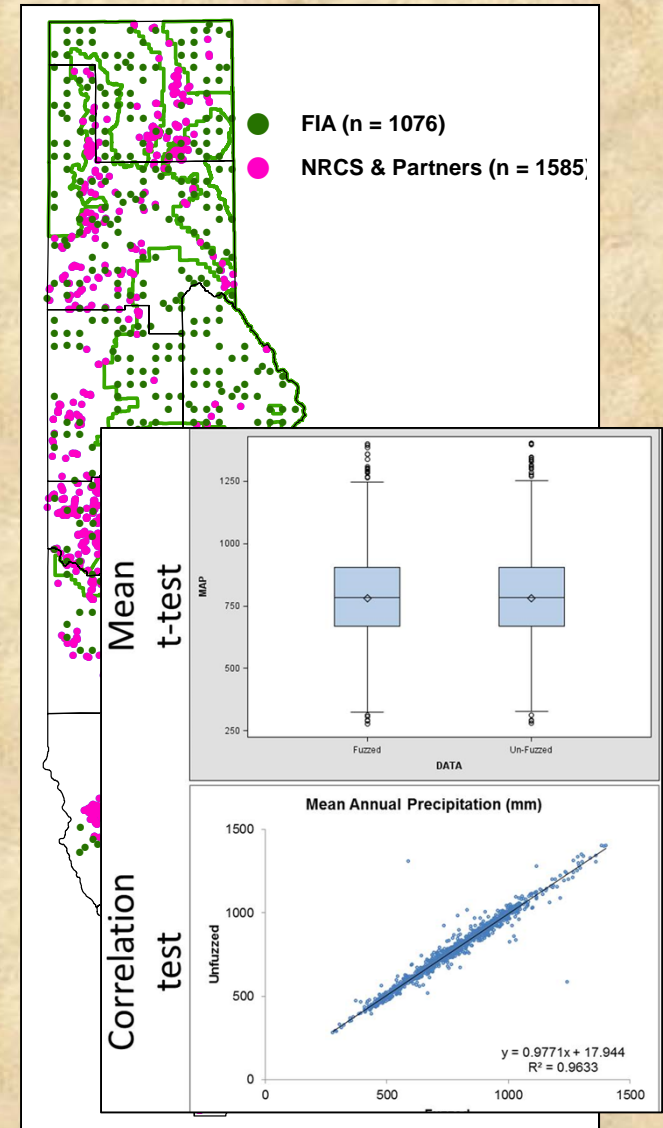 FIA (n = 1076)
NRCS & Partners (n = 1585)
Mean
t-test
MAP
1250
1000
750
500
250
Fuzzed
Un-Fuzzed
DATA
Correlation
test
Mean Annual Precipitation (mm)
Unfuzzed
1500
1000
500
0
y = 0.9771x + 17.944
R² = 0.9633
0
500
1000
1500